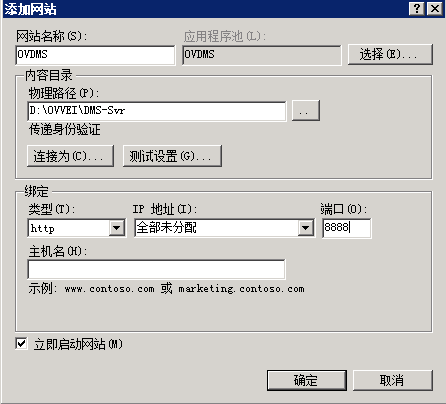 添加网站
网站名称(S): 应用程序池(L):
OVDMS OVDMS 选择(E)...
内容目录
物理路径(P):
D:\OVVEI\DMS-Svr ..
传递身份验证
连接为(C)... 测试设置(G)...
绑定
类型(T): IP 地址(I): 端口(O):
http 全部未分配 8888
主机名(H):
示例: www.contoso.com 或 marketing.contoso.com
立即启动网站(M)
确定 取消